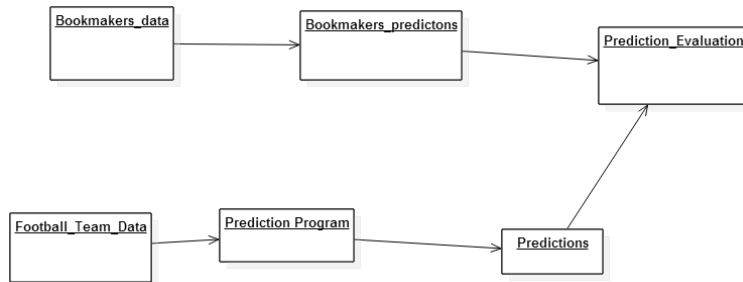 Bookmakers_data
Bookmakers_predictons
Prediction_Evaluation
Football_Team_Data
Prediction Program
Predictions